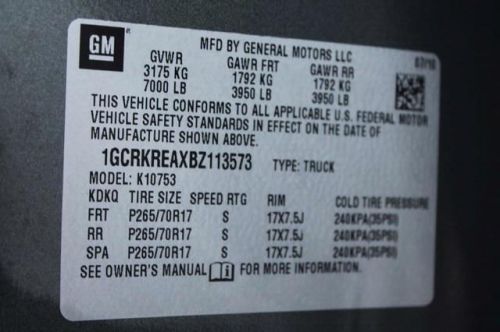 GM
MFD BY GENERAL MOTORS LLC
07/10
GVWR GAWR FRT GAWR RR
3175 KG 1792 KG 1792 KG
7000 LB 3950 LB 3950 LB
THIS VEHICLE CONFORMS TO ALL APPLICABLE U.S. FEDERAL MOTOR
VEHICLE SAFETY STANDARDS IN EFFECT ON THE DATE OF
MANUFACTURE SHOWN ABOVE.
1GCRKREAXBZ113573 TYPE: TRUCK
MODEL: K10753
KDKQ TIRE SIZE SPEED RTG RIM COLD TIRE PRESSURE
FRT P265/70R17 S 17X7.5J 240KPA(35PSI)
RR P265/70R17 S 17X7.5J 240KPA(35PSI)
SPA P265/70R17 S 17X7.5J 240KPA(35PSI)
SEE OWNER'S MANUAL FOR MORE INFORMATION.